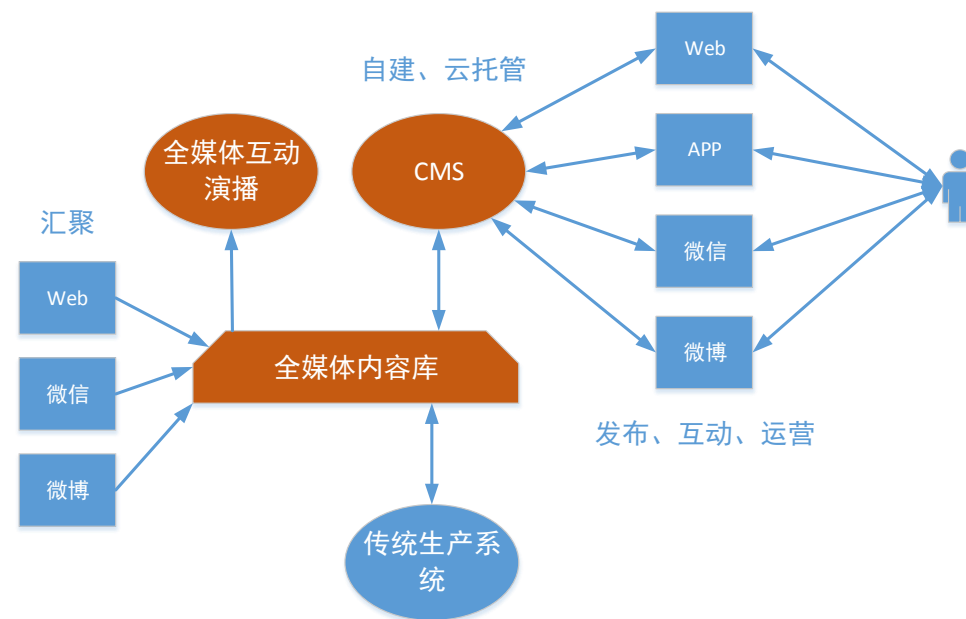 自建、云托管
Web
全媒体互动
演播
CMS
APP
汇聚
微信
Web
全媒体内容库
微博
微信
发布、互动、运营
微博
传统生产系
统